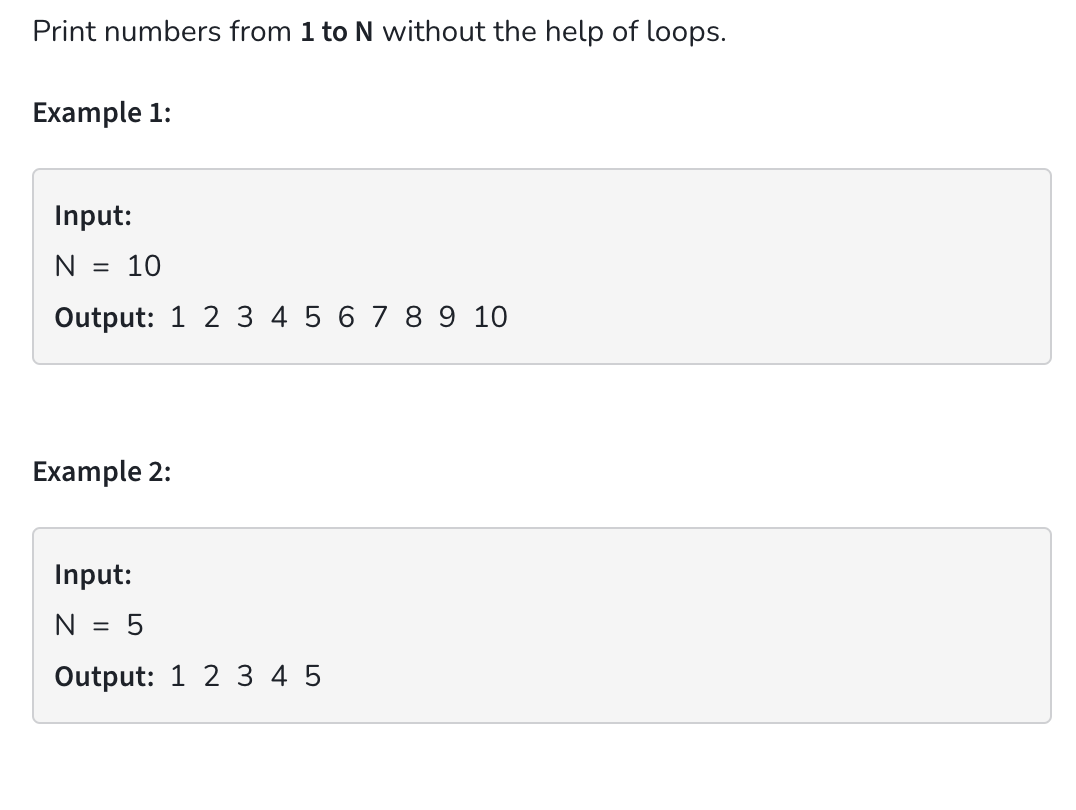 Print numbers from 1 to N without the help of loops.
Example 1:
Input:
N = 10
Output: 1 2 3 4 5 6 7 8 9 10
Example 2:
Input:
N = 5
Output: 1 2 3 4 5